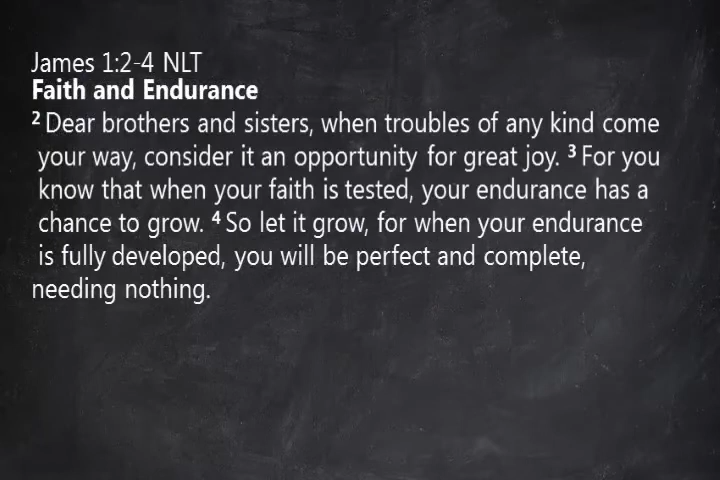 James 1:2-4 NLT
Faith and Endurance
2 Dear brothers and sisters, when troubles of any kind come
your way, consider it an opportunity for great joy. 3 For you
know that when your faith is tested, your endurance has a
chance to grow. 4 So let it grow, for when your endurance
is fully developed, you will be perfect and complete,
needing nothing.